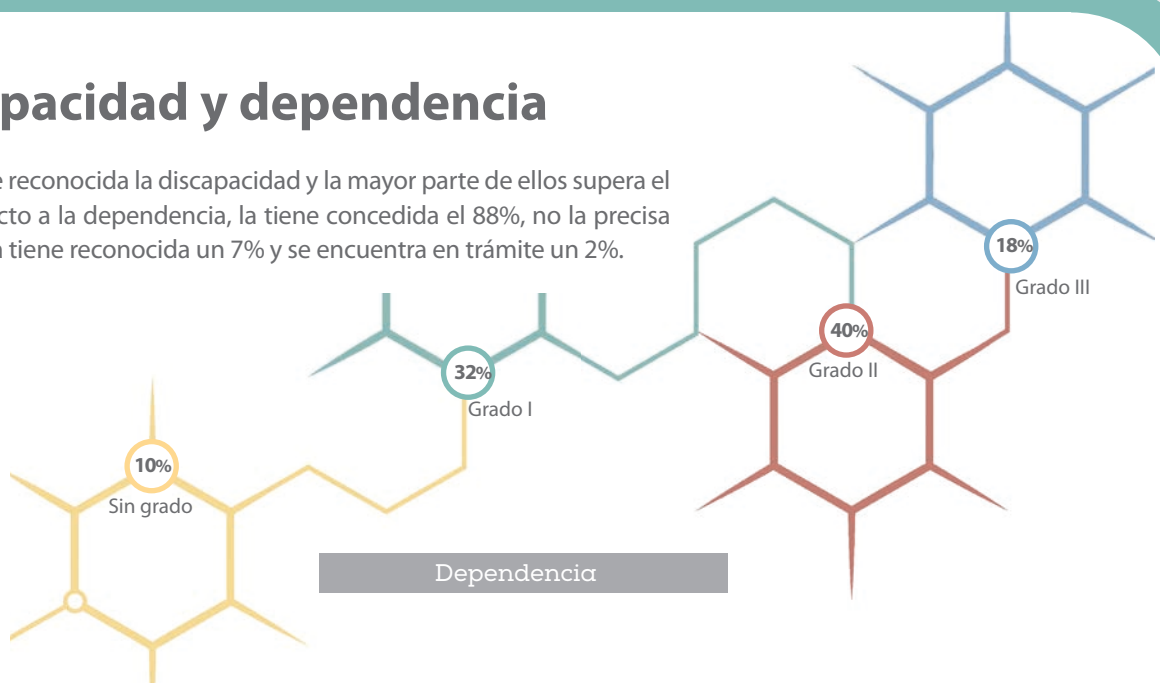 pacidad y dependencia
reconocida la discapacidad y la mayor parte de ellos supera el
cto a la dependencia, la tiene concedida el 88%, no la precisa
tiene reconocida un 7% y se encuentra en trámite un 2%.
18%
Grado III
40%
Grado II
32%
Grado I
10%
Sin grado
Dependencia